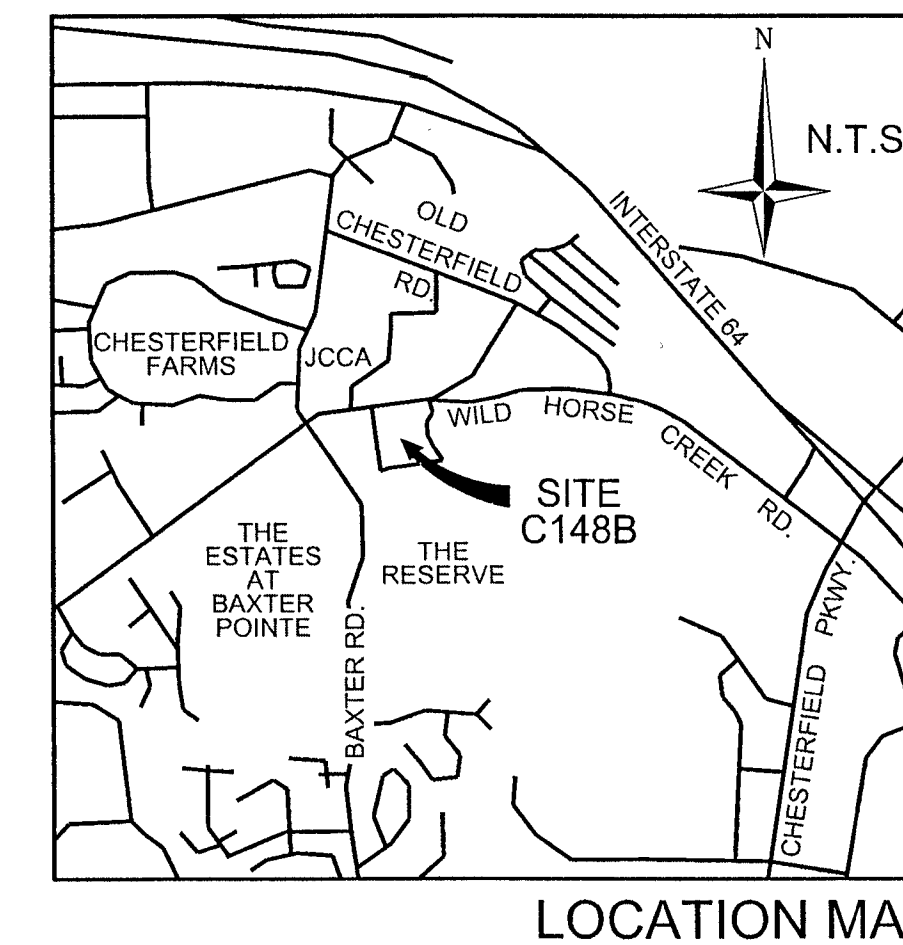 N
N.T.S
OLD
CHESTERFIELD
RD.
INTERSTATE 64
CHESTERFIELD
FARMS
JCCA
WILD HORSE
CREEK
RD.
SITE
C148B
THE
ESTATES
AT
BAXTER
POINTE
THE
RESERVE
BAXTER RD.
CHESTERFIELD PKWY.
LOCATION MA